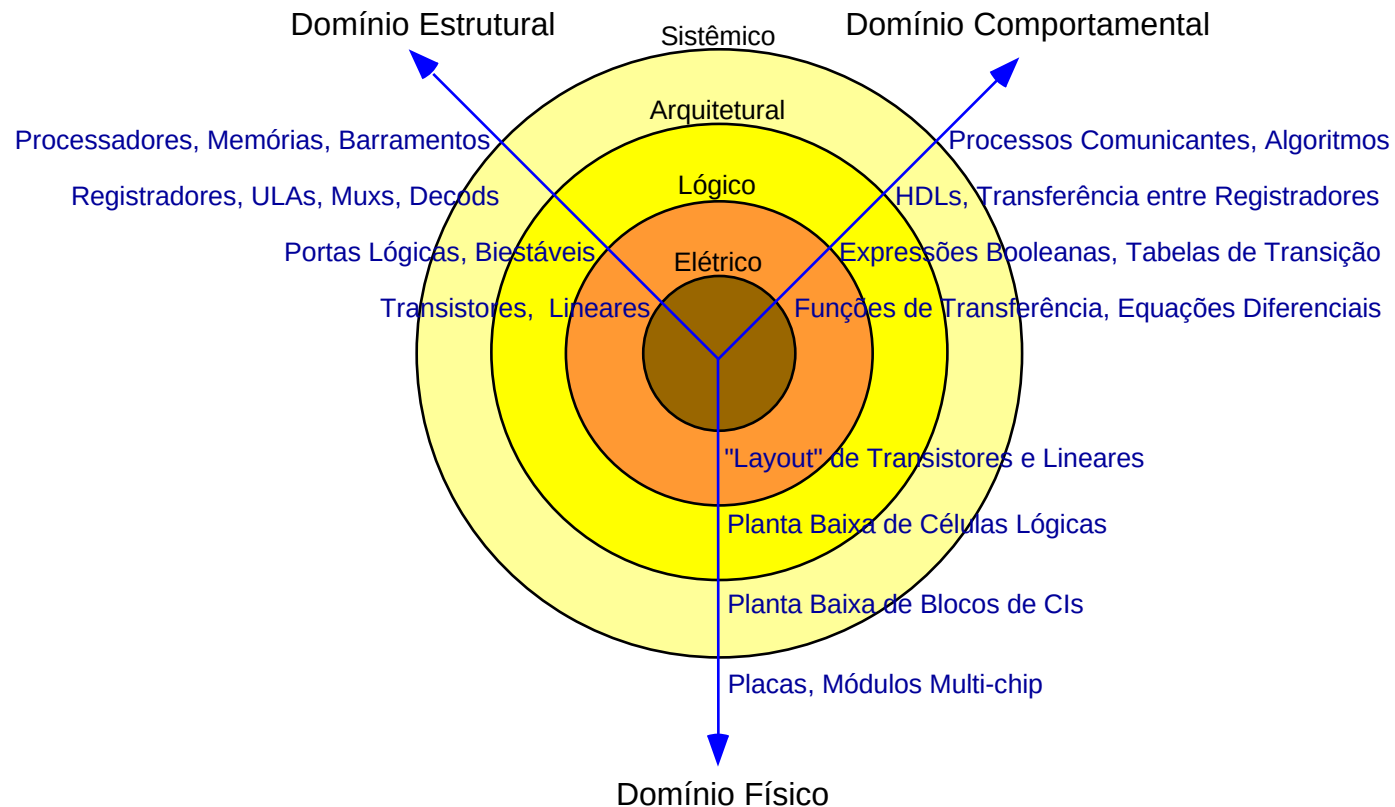 Domínio Estrutural
Domínio Comportamental
Sistêmico
Arquitetural
Processadores, Memórias, Barramentos
Processos Comunicantes, Algoritmos
Lógico
Registradores, ULAs, Muxs, Decods
HDLs, Transferência entre Registradores
Portas Lógicas, Biestáveis
Expressões Booleanas, Tabelas de Transição
Elétrico
Transistores, Lineares
Funções de Transferência, Equações Diferenciais
"Layout" de Transistores e Lineares
Planta Baixa de Células Lógicas
Planta Baixa de Blocos de CIs
Placas, Módulos Multi-chip
Domínio Físico